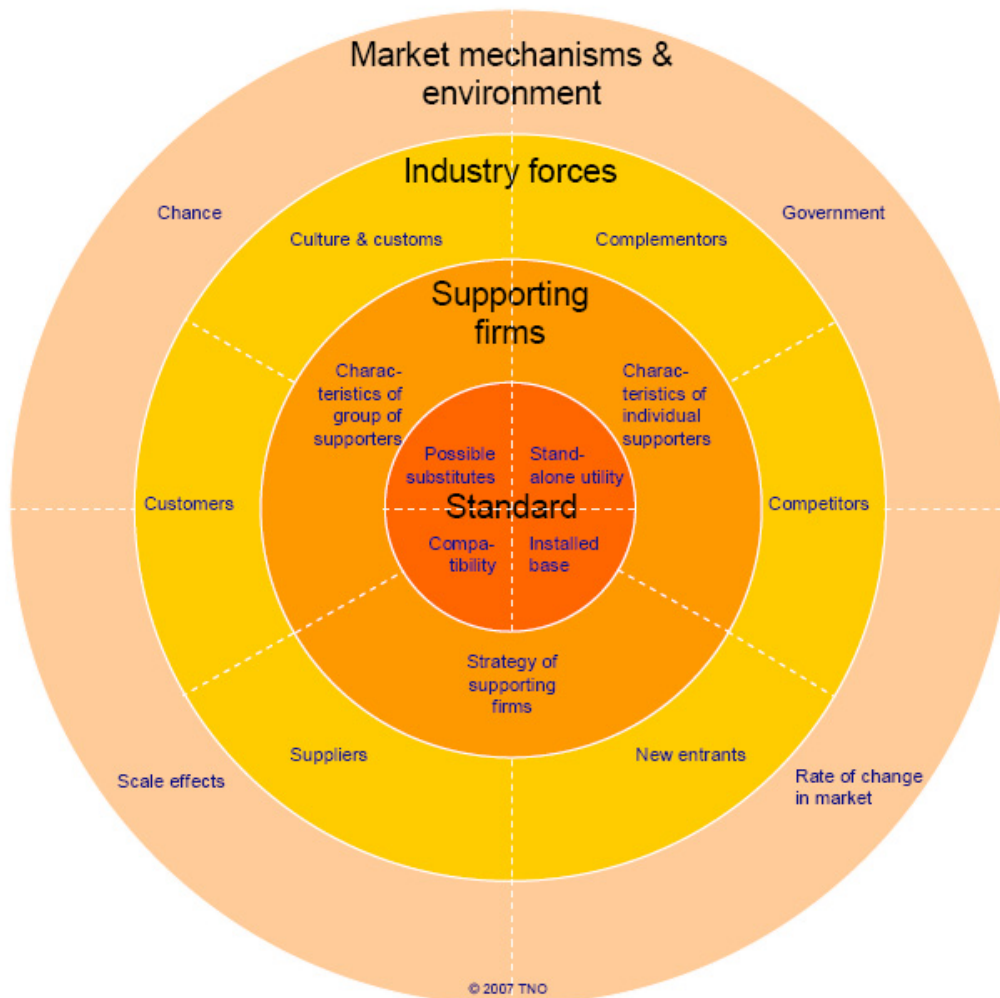 Market mechanisms &
environment
Industry forces
Chance
Government
Culture & customs
Complementors
Supporting
firms
Charac-
teristics of
group of
supporters
Charac-
teristics of
individual
supporters
Possible
substitutes
Stand-
alone utility
Customers
Standard
Competitors
Compa-
tibility
Installed
base
Strategy of
supporting
firms
Suppliers
New entrants
Scale effects
Rate of change
in market
© 2007 TNO